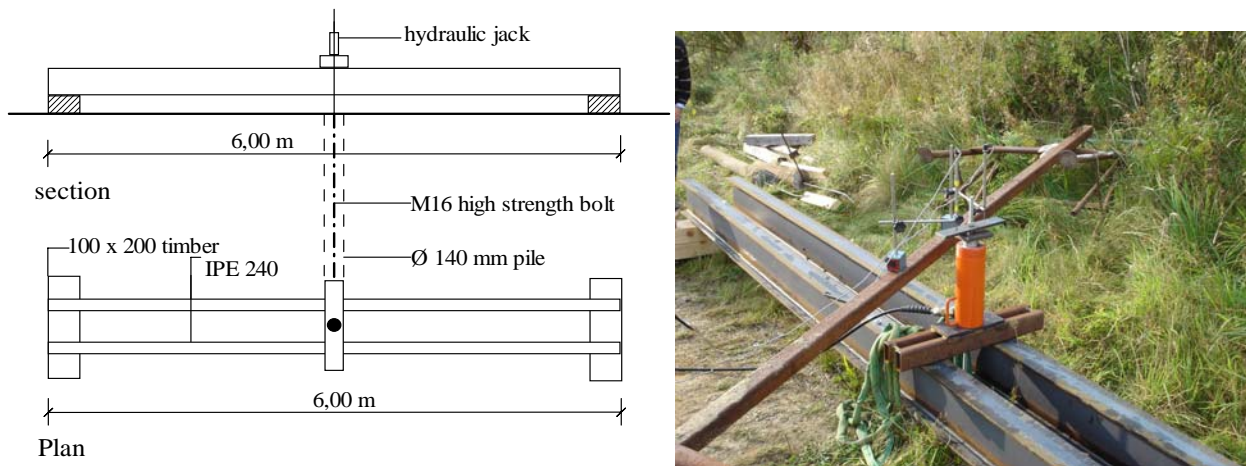 hydraulic jack
6,00 m
section
M16 high strength bolt
100 x 200 timber
IPE 240
Ø 140 mm pile
6,00 m
Plan